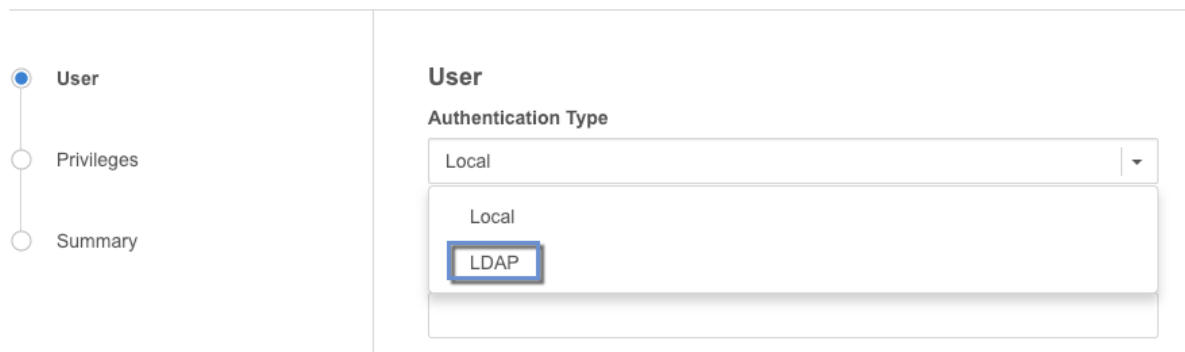 User
Privileges
Summary
User
Authentication Type
Local
Local
LDAP